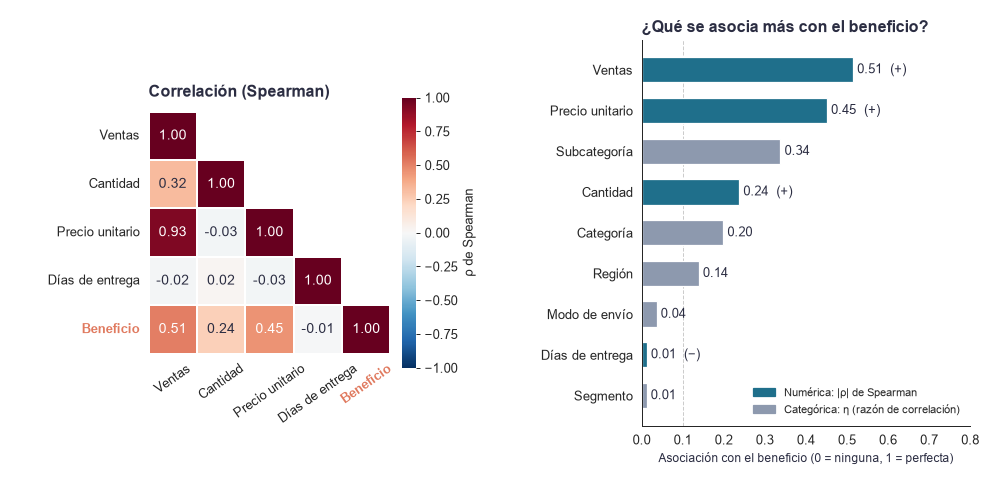 Correlación (Spearman)
Ventas
Cantidad
Precio unitario
Días de entrega
Beneficio
1.00
0.32 1.00
0.93 -0.03 1.00
-0.02 0.02 -0.03 1.00
0.51 0.24 0.45 -0.01 1.00
Ventas
Cantidad
Precio unitario
Días de entrega
Beneficio
1.00
0.75
0.50
0.25
0.00
−0.25
−0.50
−0.75
−1.00
ρ de Spearman
¿Qué se asocia más con el beneficio?
Ventas 0.51 (+)
Precio unitario 0.45 (+)
Subcategoría 0.34
Cantidad 0.24 (+)
Categoría 0.20
Región 0.14
Modo de envío 0.04
Días de entrega 0.01 (−)
Segmento 0.01
Numérica: |ρ| de Spearman
Categórica: η (razón de correlación)
0.0 0.1 0.2 0.3 0.4 0.5 0.6 0.7 0.8
Asociación con el beneficio (0 = ninguna, 1 = perfecta)